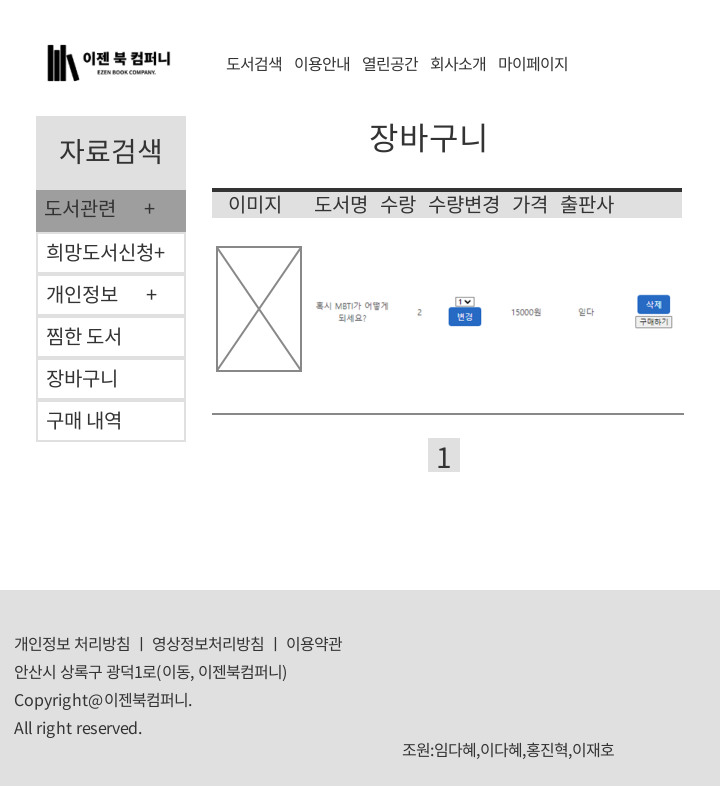 이젠 북 컴퍼니
EZEN BOOK COMPANY.
도서검색 이용안내 열린공간 회사소개 마이페이지
자료검색
도서관련 +
희망도서신청+
개인정보 +
찜한 도서
장바구니
구매 내역
장바구니
이미지 도서명 수량 수량변경 가격 출판사
혹시 MBTI가 어떻게
되세요?
2
1
변경
15000원
읻다
삭제
구매하기
1
개인정보 처리방침 ㅣ 영상정보처리방침 ㅣ 이용약관
안산시 상록구 광덕1로(이동, 이젠북컴퍼니)
Copyright@이젠북컴퍼니.
All right reserved.
조원:임다혜,이다혜,홍진혁,이재호